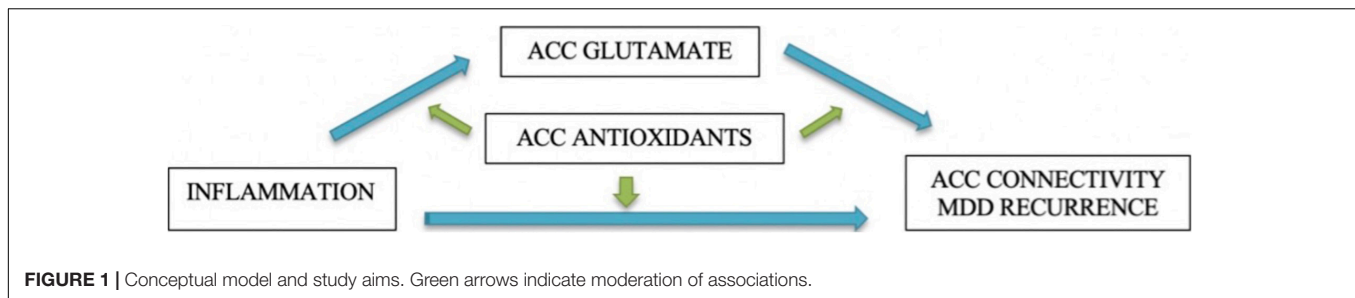 ACC GLUTAMATE
ACC ANTIOXIDANTS
INFLAMMATION
ACC CONNECTIVITY
MDD RECURRENCE
FIGURE 1 | Conceptual model and study aims. Green arrows indicate moderation of associations.